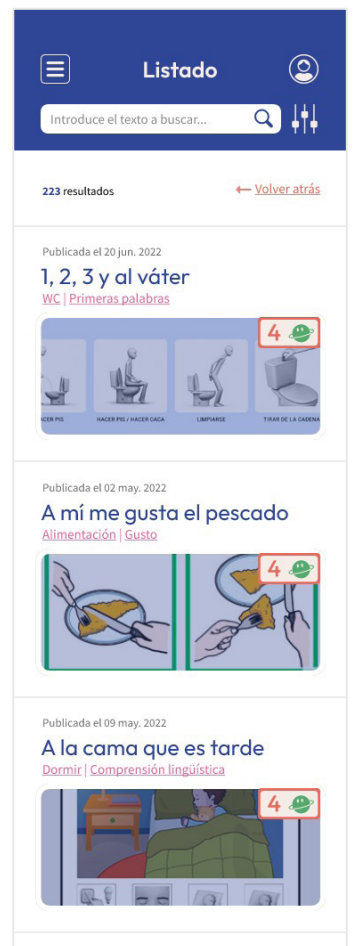 Listado
Introduce el texto a buscar...
223 resultados
← Volver atrás
Publicada el 20 jun. 2022
1, 2, 3 y al váter
WC | Primeras palabras
4
HACER PIS / HACER CACA LIMPIARSE TIRAR DE LA CADENA
Publicada el 02 may. 2022
A mí me gusta el pescado
Alimentación | Gusto
4
Publicada el 09 may. 2022
A la cama que es tarde
Dormir | Comprensión lingüística
4